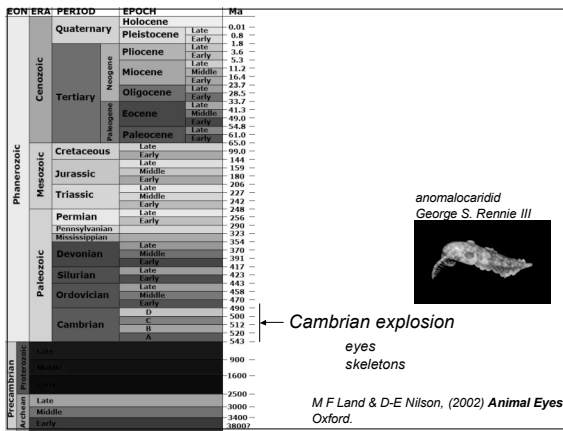 EON ERA PERIOD EPOCH Ma
Phanerozoic
Cenozoic
Quaternary
Holocene
0.01
Pleistocene
Late
0.8
Early
1.8
Tertiary
Neogene
Pliocene
Late
3.6
Early
5.3
Miocene
Late
11.2
Middle
16.4
Early
23.7
Paleogene
Oligocene
Late
28.5
Early
33.7
Eocene
Late
41.3
Middle
49.0
Early
54.8
Paleocene
Late
61.0
Early
65.0
Mesozoic
Cretaceous
Late
99.0
Early
144
Jurassic
Late
159
Middle
180
Early
206
Triassic
Late
227
Middle
242
Early
248
Paleozoic
Permian
Late
256
Early
290
Pennsylvanian
323
Mississippian
354
Devonian
Late
370
Middle
391
Early
417
Silurian
Late
423
Early
443
Ordovician
Late
458
Middle
470
Early
490
Cambrian
D
500
C
512
B
520
A
543
Precambrian
Proterozoic
Late
900
Middle
1600
Early
2500
Archean
Late
3000
Middle
3400
Early
3800?
anomalocaridid
George S. Rennie III
Cambrian explosion
eyes
skeletons
M F Land & D-E Nilson, (2002) Animal Eyes
Oxford.